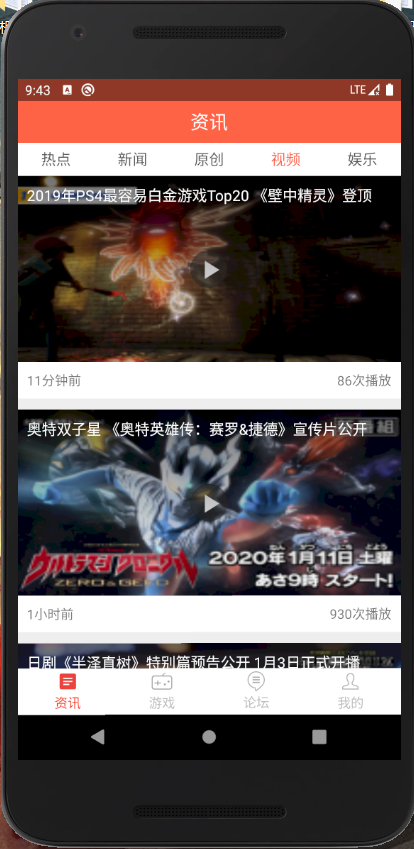 9:43
LTE
资讯
热点 新闻 原创 视频 娱乐
2019年PS4最容易白金游戏Top20 《壁中精灵》登顶
11分钟前 86次播放
奥特双子星 《奥特英雄传：赛罗&捷德》宣传片公开
番組
ウルトラマン クロニクル
ZERO & GEED
2020年1月11日 土曜
あさ9時 スタート!
1小时前 930次播放
日剧《半泽直树》特别篇预告公开 1月3日正式开播
资讯 游戏 论坛 我的